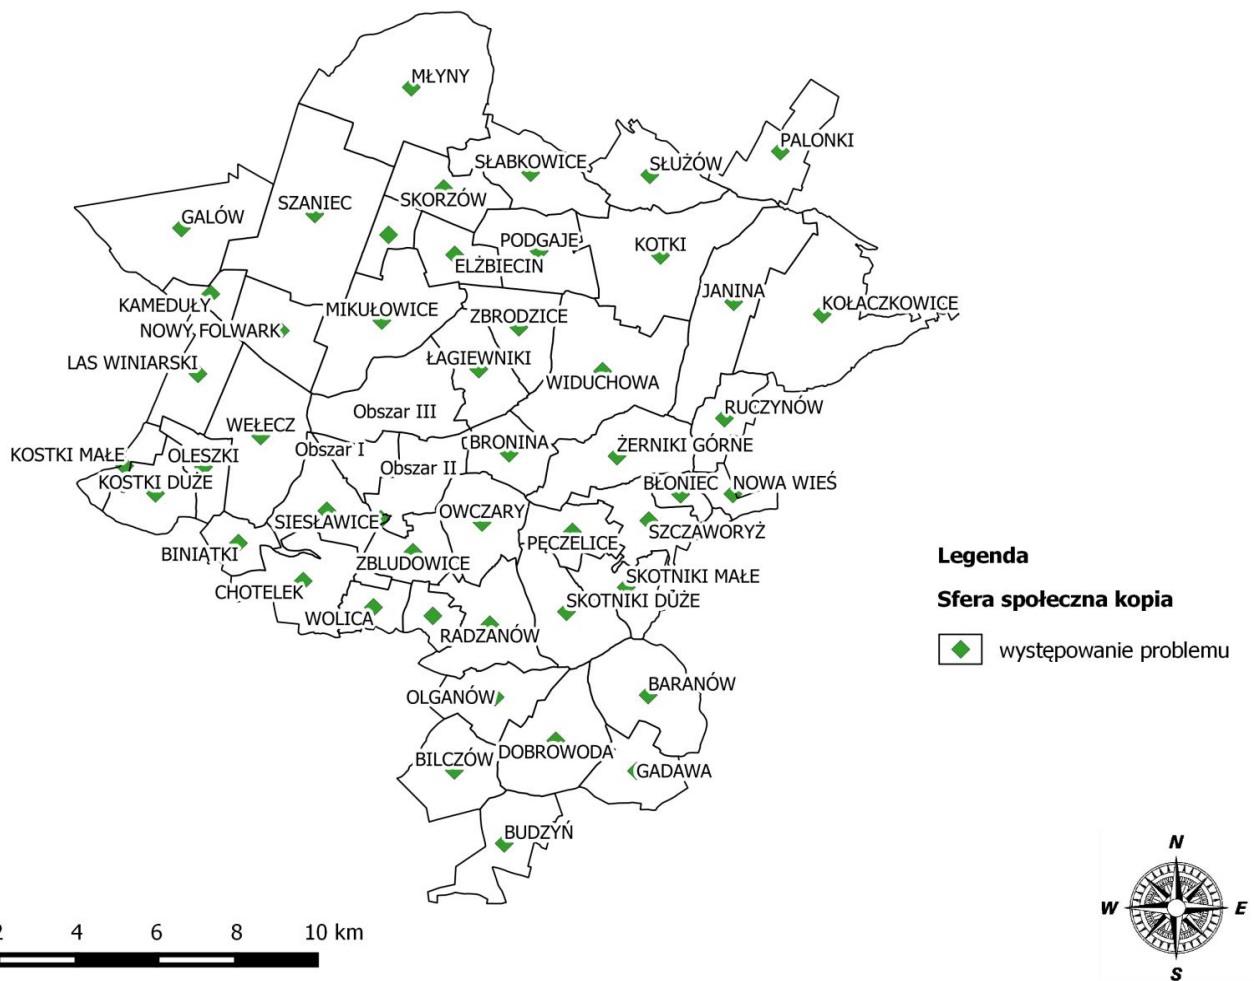 MŁYNY
PALONKI
SŁABKOWICE
SŁUŻÓW
SKORZÓW
SZANIEC
GALÓW
PODGAJE
KOTKI
ELŻBIECIN
JANINA
KOŁACZKOWICE
KAMEDUŁY
MIKUŁOWICE
ZBRODZICE
NOWY FOLWARK
LAS WINIARSKI
ŁAGIEWNIKI
WIDUCHOWA
Obszar III
RUCZYNÓW
WEŁECZ
Obszar I
BRONINA
ŻERNIKI GÓRNE
KOSTKI MAŁE
OLESZKI
Obszar II
KOSTKI DUŻE
BŁONIEC
NOWA WIEŚ
SIESŁAWICE
OWCZARY
SZCZAWORYŻ
PĘCZELICE
BINIĄTKI
ZBLUDOWICE
SKOTNIKI MAŁE
CHOTELEK
SKOTNIKI DUŻE
WOLICA
RADZANÓW
BARANÓW
OLGANÓW
DOBROWODA
BILCZÓW
GADAWA
BUDZYŃ
Legenda
Sfera społeczna kopia
występowanie problemu
2 4 6 8 10 km
N
W E
S